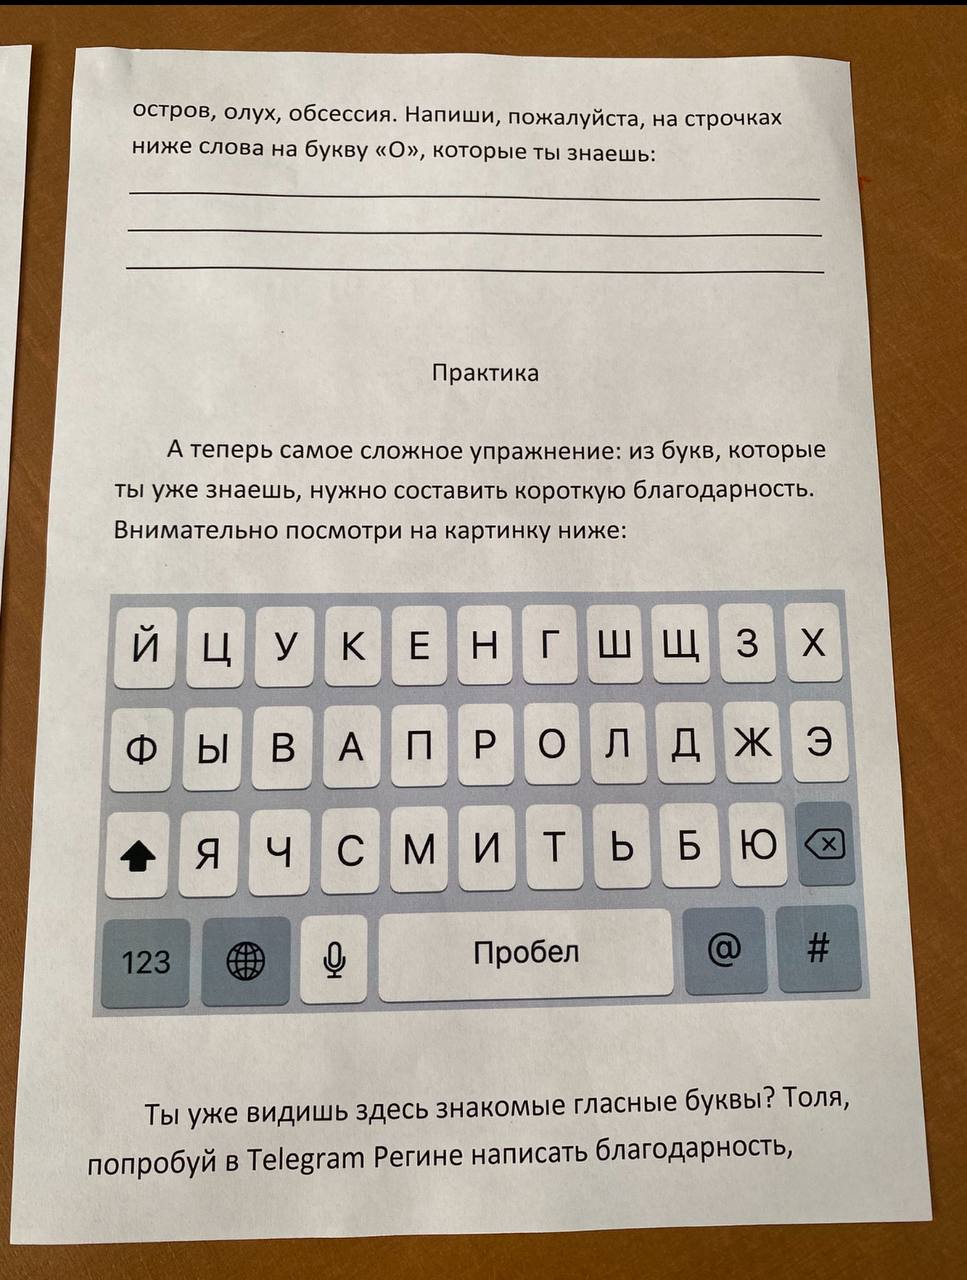 остров, олух, обсессия. Напиши, пожалуйста, на строчках
ниже слова на букву «О», которые ты знаешь:
Практика
А теперь самое сложное упражнение: из букв, которые
ты уже знаешь, нужно составить короткую благодарность.
Внимательно посмотри на картинку ниже:
Й Ц У К Е Н Г Ш Щ З Х
Ф Ы В А П Р О Л Д Ж Э
Я Ч С М И Т Ь Б Ю
123 Пробел @ #
Ты уже видишь здесь знакомые гласные буквы? Толя,
попробуй в Telegram Регине написать благодарность,